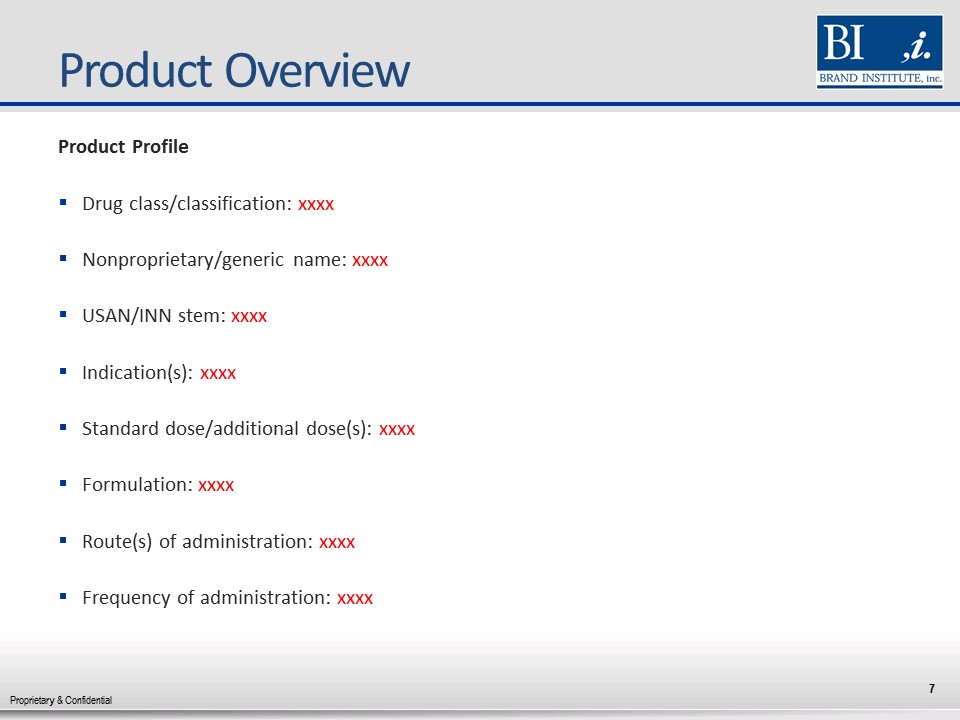 Product Overview
BI ,i.
BRAND INSTITUTE, inc.
Product Profile
▪ Drug class/classification: xxxx
▪ Nonproprietary/generic name: xxxx
▪ USAN/INN stem: xxxx
▪ Indication(s): xxxx
▪ Standard dose/additional dose(s): xxxx
▪ Formulation: xxxx
▪ Route(s) of administration: xxxx
▪ Frequency of administration: xxxx
7
Proprietary & Confidential